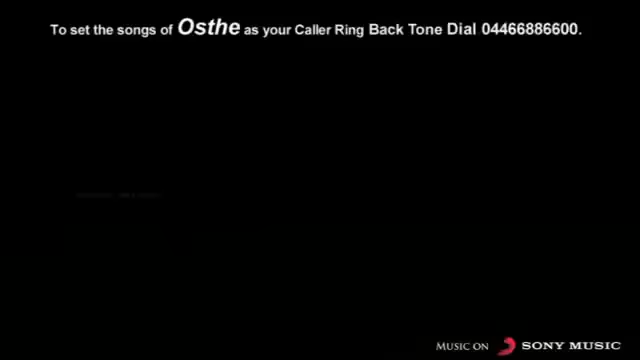 To set the songs of Osthe as your Caller Ring Back Tone Dial 04466886600.
MUSIC ON SONY MUSIC